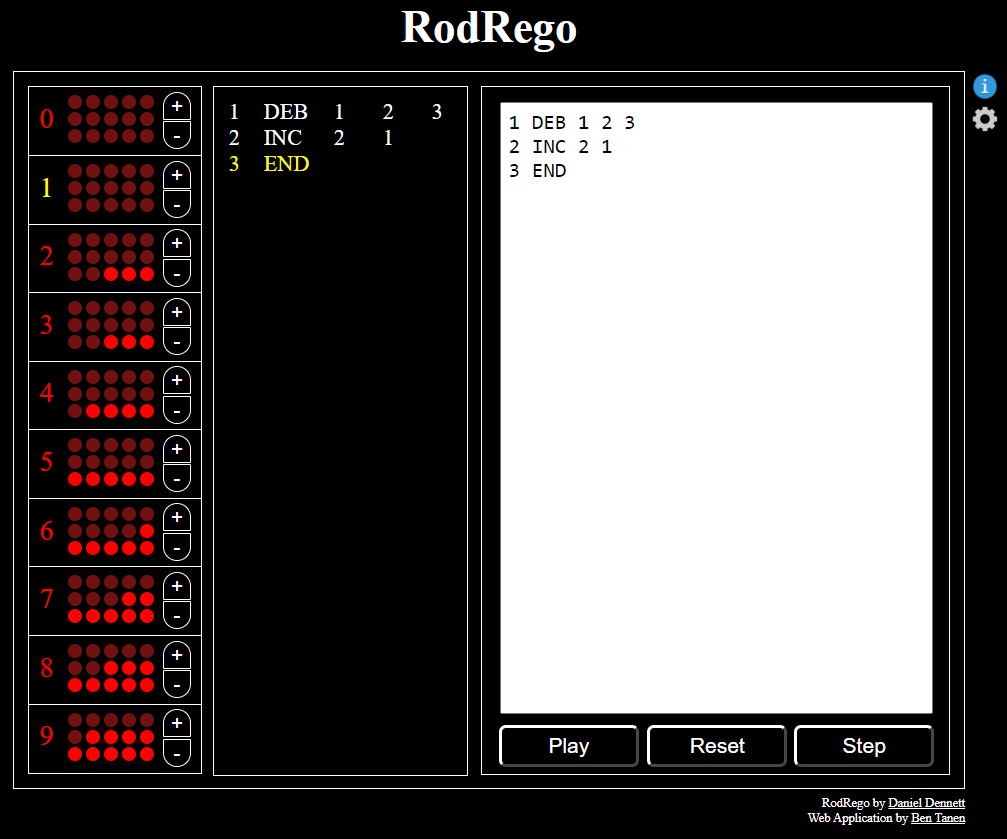 RodRego
0 + -
1 + -
2 + -
3 + -
4 + -
5 + -
6 + -
7 + -
8 + -
9 + -
1 DEB 1 2 3
2 INC 2 1
3 END
1 DEB 1 2 3
2 INC 2 1
3 END
Play Reset Step
i
RodRego by Daniel Dennett
Web Application by Ben Tanen